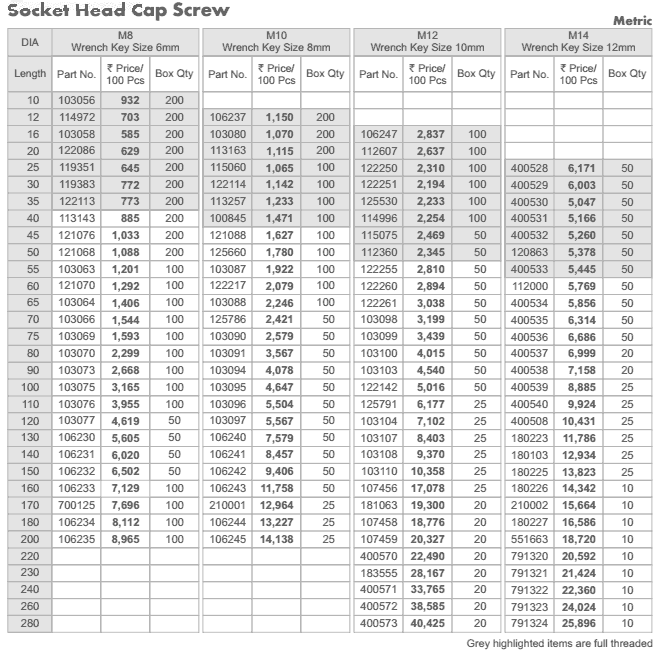 Socket Head Cap Screw
Metric
DIA M8 M10 M12 M14
Wrench Key Size 6mm Wrench Key Size 8mm Wrench Key Size 10mm Wrench Key Size 12mm
Length Part No. ₹ Price/ 100 Pcs Box Qty Part No. ₹ Price/ 100 Pcs Box Qty Part No. ₹ Price/ 100 Pcs Box Qty Part No. ₹ Price/ 100 Pcs Box Qty
10 103056 932 200
12 114972 703 200 106237 1,150 200
16 103058 585 200 103080 1,070 200 106247 2,837 100
20 122086 629 200 113163 1,115 200 112607 2,637 100
25 119351 645 200 115060 1,065 100 122250 2,310 100 400528 6,171 50
30 119383 772 200 122114 1,142 100 122251 2,194 100 400529 6,003 50
35 122113 773 200 113257 1,233 100 125530 2,233 100 400530 5,047 50
40 113143 885 200 100845 1,471 100 114996 2,254 100 400531 5,166 50
45 121076 1,033 200 121088 1,627 100 115075 2,469 50 400532 5,260 50
50 121068 1,088 200 125660 1,780 100 112360 2,345 50 120863 5,378 50
55 103063 1,201 100 103087 1,922 100 122255 2,810 50 400533 5,445 50
60 121070 1,292 100 122217 2,079 100 122260 2,894 50 112000 5,769 50
65 103064 1,406 100 103088 2,246 100 122261 3,038 50 400534 5,856 50
70 103066 1,544 100 125786 2,421 50 103098 3,199 50 400535 6,314 50
75 103069 1,593 100 103090 2,579 50 103099 3,439 50 400536 6,686 50
80 103070 2,299 100 103091 3,567 50 103100 4,015 50 400537 6,999 20
90 103073 2,668 100 103094 4,078 50 103103 4,540 50 400538 7,158 20
100 103075 3,165 100 103095 4,647 50 122142 5,016 50 400539 8,885 25
110 103076 3,955 100 103096 5,504 50 125791 6,177 25 400540 9,924 25
120 103077 4,619 50 103097 5,567 50 103104 7,102 25 400508 10,431 25
130 106230 5,605 50 106240 7,579 50 103107 8,403 25 180223 11,786 25
140 106231 6,020 50 106241 8,457 50 103108 9,370 25 180103 12,934 25
150 106232 6,502 50 106242 9,406 50 103110 10,358 25 180225 13,823 25
160 106233 7,129 100 106243 11,758 50 107456 17,078 25 180226 14,342 10
170 700125 7,696 100 210001 12,964 25 181063 19,300 20 210002 15,664 10
180 106234 8,112 100 106244 13,227 25 107458 18,776 20 180227 16,586 10
200 106235 8,965 100 106245 14,138 25 107459 20,327 20 551663 18,720 10
220 400570 22,490 20 791320 20,592 10
230 183555 28,167 20 791321 21,424 10
240 400571 33,765 20 791322 22,360 10
260 400572 38,585 20 791323 24,024 10
280 400573 40,425 20 791324 25,896 10
Grey highlighted items are full threaded